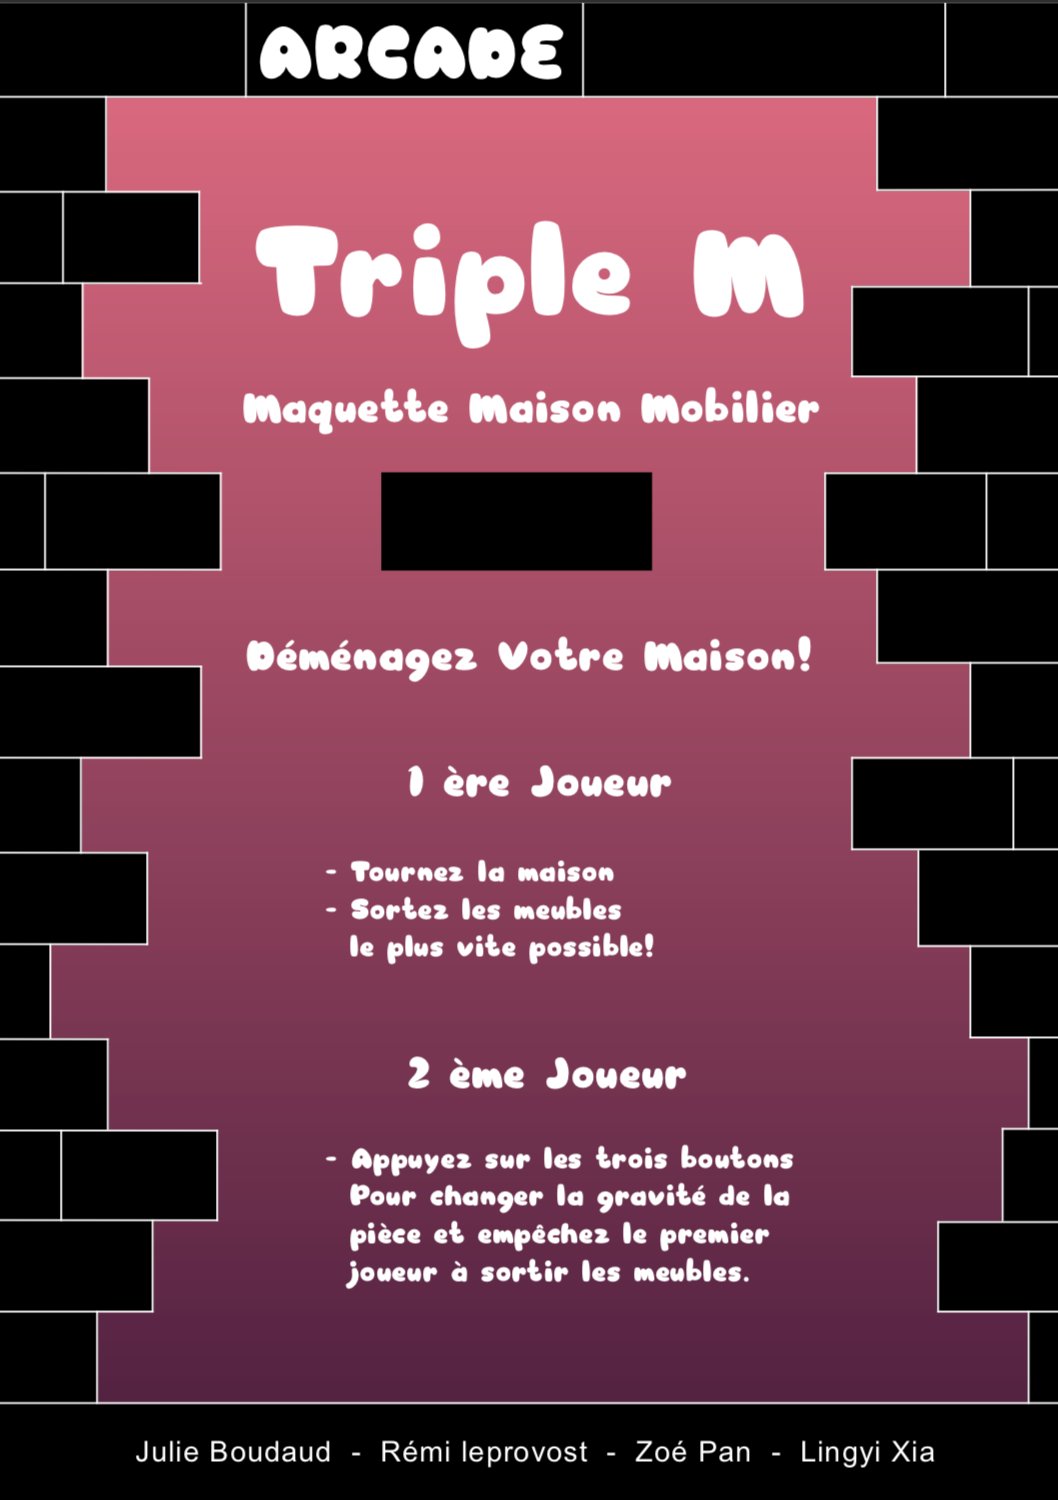 ARCADE
Triple M
Maquette Maison Mobilier
Déménagez Votre Maison!
1 ère Joueur
- Tournez la maison
- Sortez les meubles
le plus vite possible!
2 ème Joueur
- Appuyez sur les trois boutons
Pour changer la gravité de la
pièce et empêchez le premier
joueur à sortir les meubles.
Julie Boudaud - Rémi leprovost - Zoé Pan - Lingyi Xia